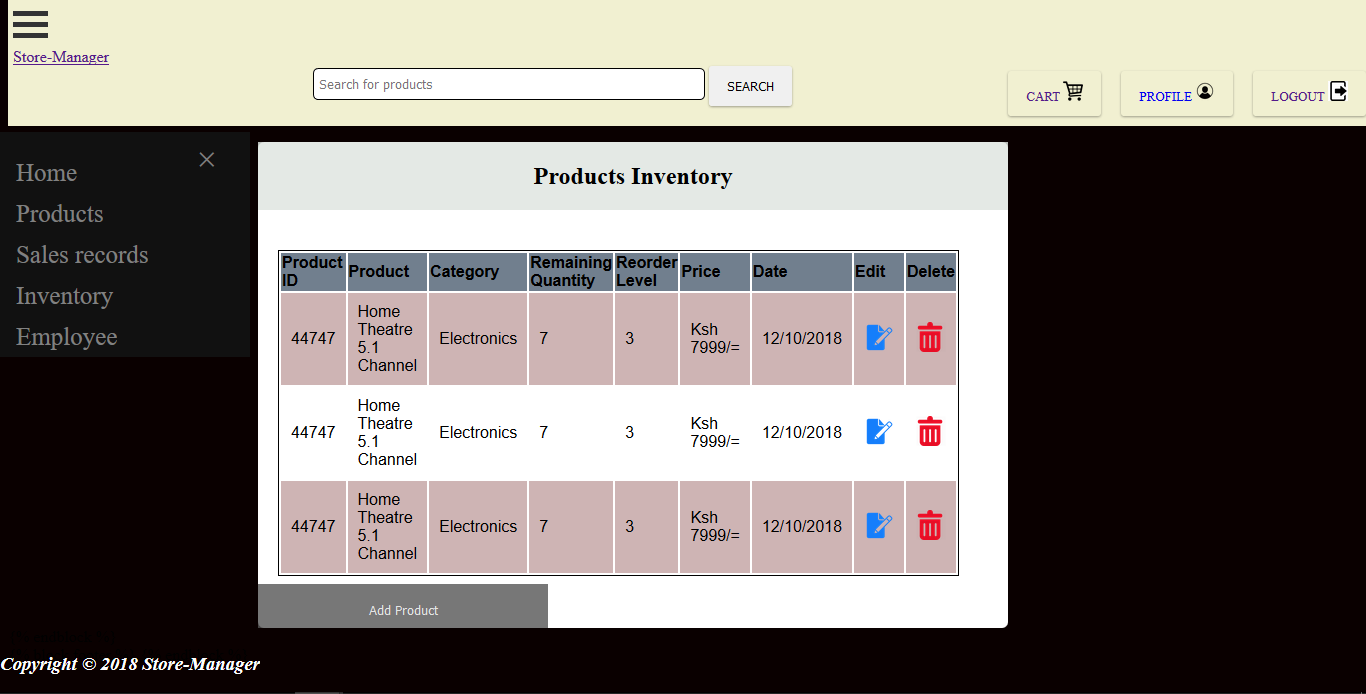 Store-Manager
Search for products
SEARCH
CART
PROFILE
LOGOUT
Home
Products
Sales records
Inventory
Employee
Products Inventory
Product ID Product Category Remaining Quantity Reorder Level Price Date Edit Delete
44747 Home Theatre 5.1 Channel Electronics 7 3 Ksh 7999/= 12/10/2018
44747 Home Theatre 5.1 Channel Electronics 7 3 Ksh 7999/= 12/10/2018
44747 Home Theatre 5.1 Channel Electronics 7 3 Ksh 7999/= 12/10/2018
Add Product
Copyright © 2018 Store-Manager